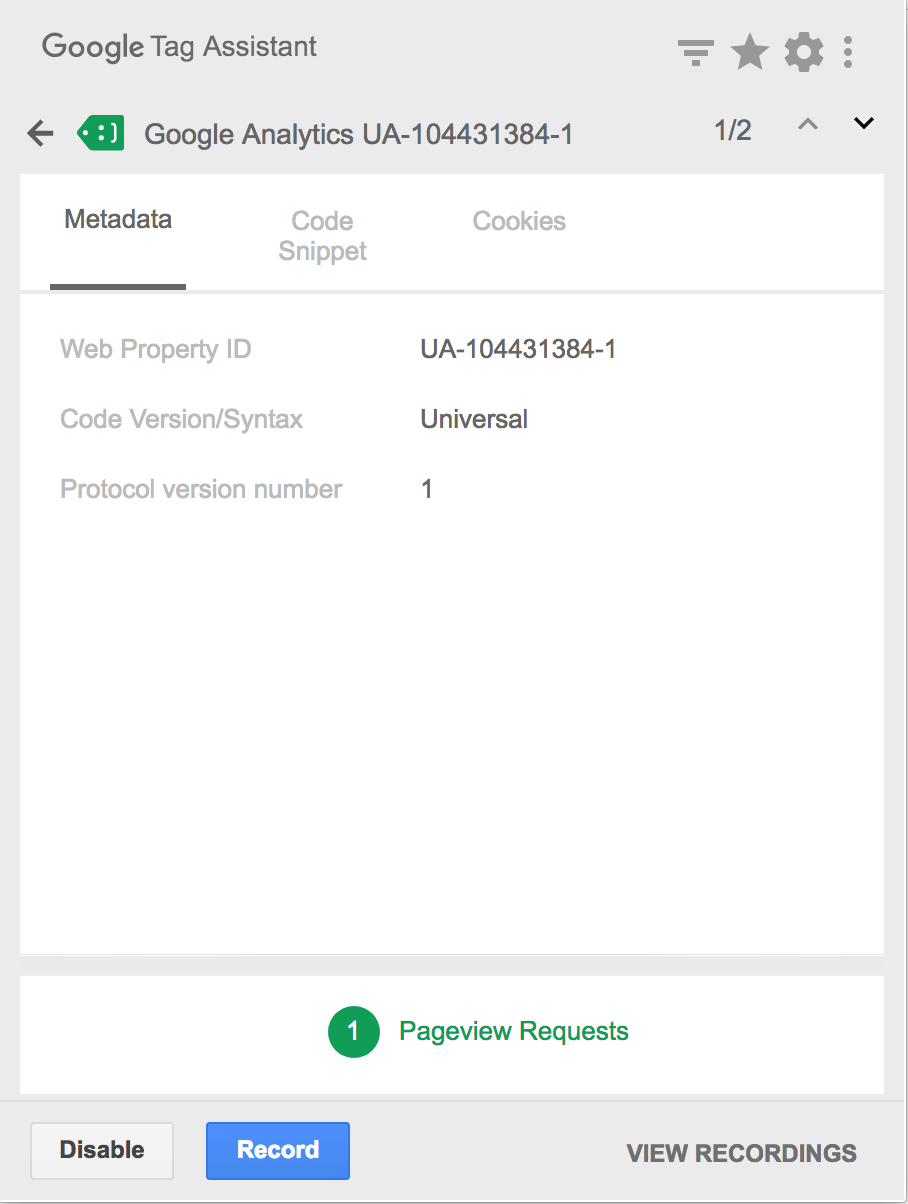 Google Tag Assistant
Google Analytics UA-104431384-1 1/2
Metadata
Code
Snippet
Cookies
Web Property ID UA-104431384-1
Code Version/Syntax Universal
Protocol version number 1
1 Pageview Requests
Disable Record VIEW RECORDINGS